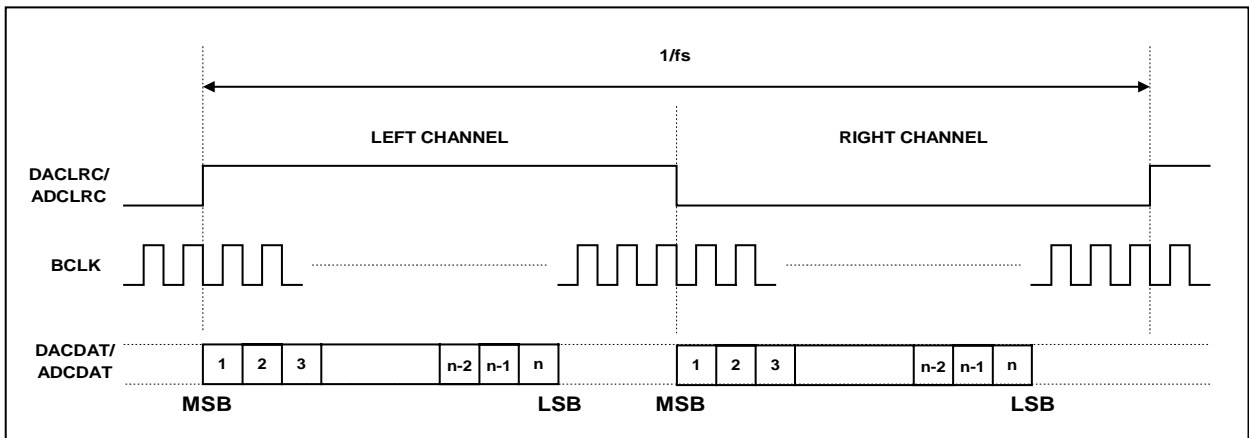 1/fs
LEFT CHANNEL RIGHT CHANNEL
DACLRC/
ADCLRC
BCLK
DACDAT/
ADCDAT
1 2 3 n-2 n-1 n 1 2 3 n-2 n-1 n
MSB LSB MSB LSB